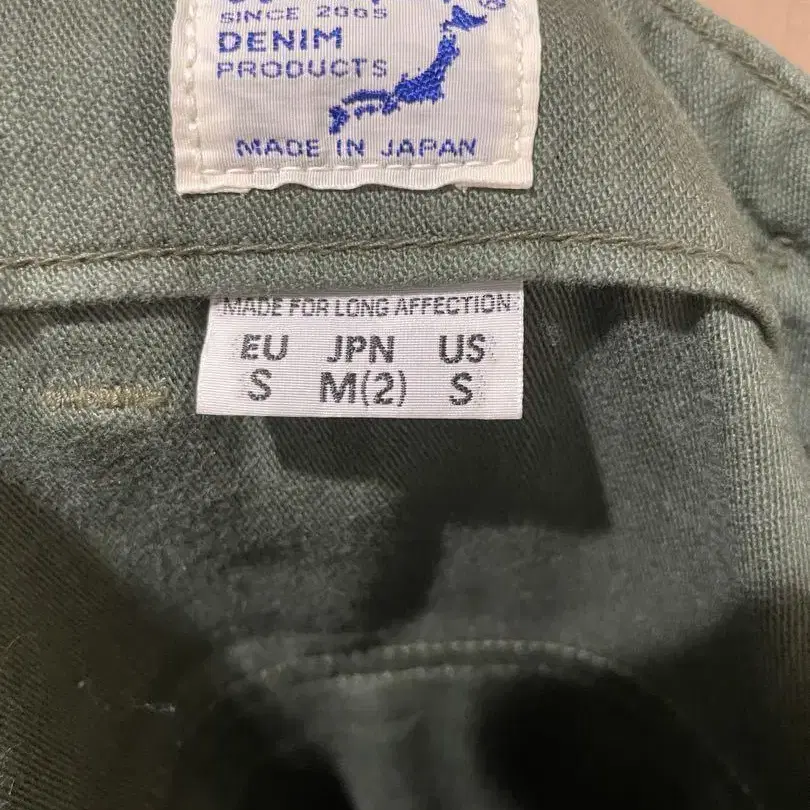 SINCE 2005
DENIM
PRODUCTS
MADE IN JAPAN
MADE FOR LONG AFFECTION
EU JPN US
S M(2) S